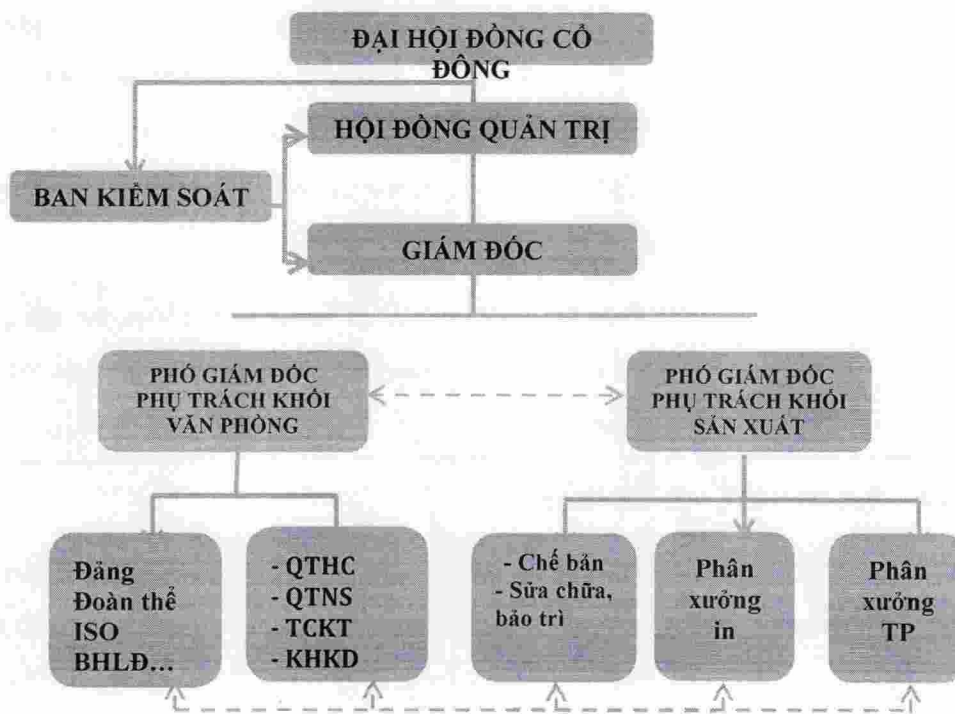 ĐẠI HỘI ĐỒNG CỔ
ĐÔNG
HỘI ĐỒNG QUẢN TRỊ
BAN KIỂM SOÁT
GIÁM ĐỐC
PHÓ GIÁM ĐỐC
PHỤ TRÁCH KHỐI
VĂN PHÒNG
PHÓ GIÁM ĐỐC
PHỤ TRÁCH KHỐI
SẢN XUẤT
Đảng
Đoàn thể
ISO
BHLĐ...
- QTHC
- QTNS
- TCKT
- KHKD
- Chế bản
- Sửa chữa,
bảo trì
Phân
xưởng
in
Phân
xưởng
TP